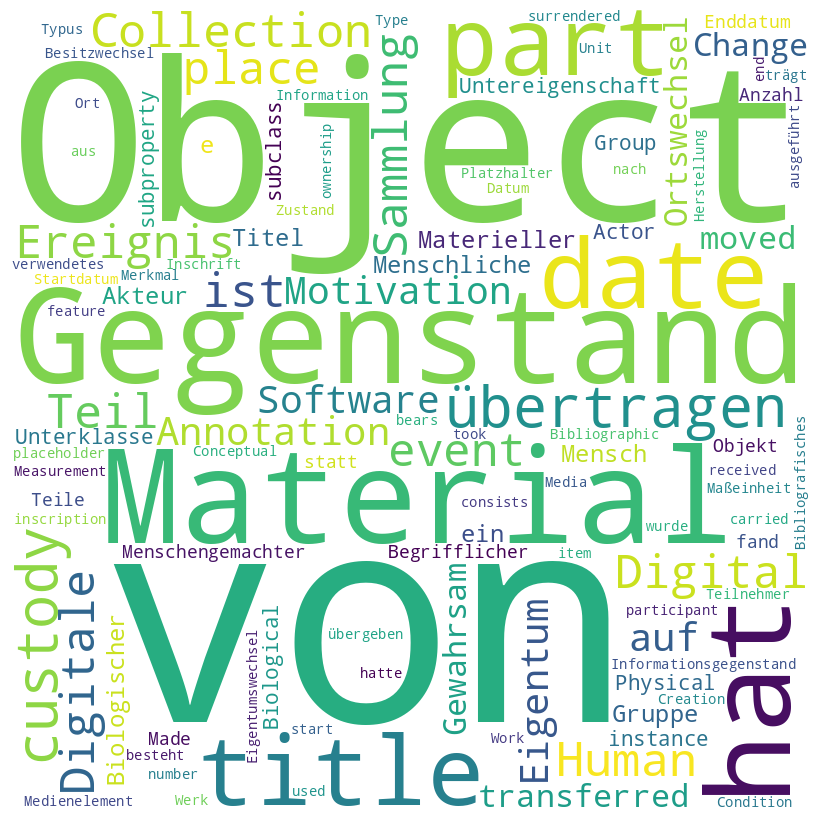 Typus
Collection
Type
surrendered
part
Enddatum
Besitzwechsel
place
Sammlung
Unit
Ortswechsel
Change
Object
Ort
Information
Untereigenschaft
end
trägt
Anzahl
aus
subproperty
e
subclass
ownership
Platzhalter
Datum
Group
nach
Herstellung
ausgeführt
Zustand
Ereignis
Titel
Materieller
Actor
moved
verwendetes
Inschrift
Menschliche
Startdatum
Merkmal
Akteur
ist
Motivation
date
feature
Gegenstand
Teil
Software
übertragen
Unterklasse
Annotation
bears
took
Bibliographic
event
Mensch
Objekt
placeholder
Conceptual
statt
Measurement
Material
Media
received
Maßeinheit
Bibliografisches
Teile
consists
inscription
ein
wurde
carried
fand
custody
Menschengemachter
Begrifflicher
item
Digitale
von
Digital
hat
Teilnehmer
Biologischer
Biological
übergeben
Gewahrsam
Eigentum
participant
auf
Eigentumswechsel
hatte
Informationsgegenstand
Physical
Creation
Gruppe
Made
start
title
Work
instance
besteht
Human
number
used
transferred
Medienelement
Werk
Condition